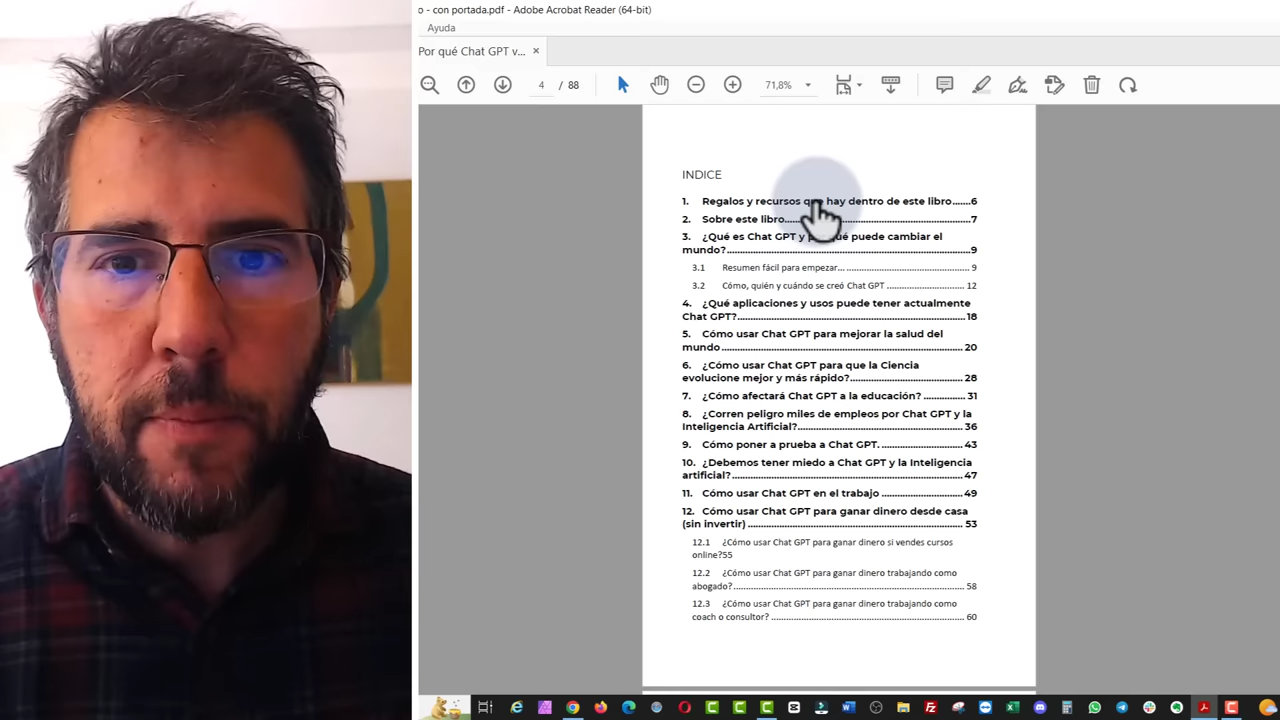 o - con portada.pdf - Adobe Acrobat Reader (64-bit)
Ayuda
Por qué Chat GPT v... ×
4 / 88 71,8%
INDICE
1. Regalos y recursos que hay dentro de este libro.......6
2. Sobre este libro..........7
3. ¿Qué es Chat GPT y por qué puede cambiar el
mundo?..........9
3.1 Resumen fácil para empezar... .......... 9
3.2 Cómo, quién y cuándo se creó Chat GPT .......... 12
4. ¿Qué aplicaciones y usos puede tener actualmente
Chat GPT?..........18
5. Cómo usar Chat GPT para mejorar la salud del
mundo .......... 20
6. ¿Cómo usar Chat GPT para que la Ciencia
evolucione mejor y más rápido?.......... 28
7. ¿Cómo afectará Chat GPT a la educación? .......... 31
8. ¿Corren peligro miles de empleos por Chat GPT y la
Inteligencia Artificial?.......... 36
9. Cómo poner a prueba a Chat GPT. .......... 43
10. ¿Debemos tener miedo a Chat GPT y la Inteligencia
artificial?.......... 47
11. Cómo usar Chat GPT en el trabajo .......... 49
12. Cómo usar Chat GPT para ganar dinero desde casa
(sin invertir) .......... 53
12.1 ¿Cómo usar Chat GPT para ganar dinero si vendes cursos
online?55
12.2 ¿Cómo usar Chat GPT para ganar dinero trabajando como
abogado?.......... 58
12.3 ¿Cómo usar Chat GPT para ganar dinero trabajando como
coach o consultor? .......... 60